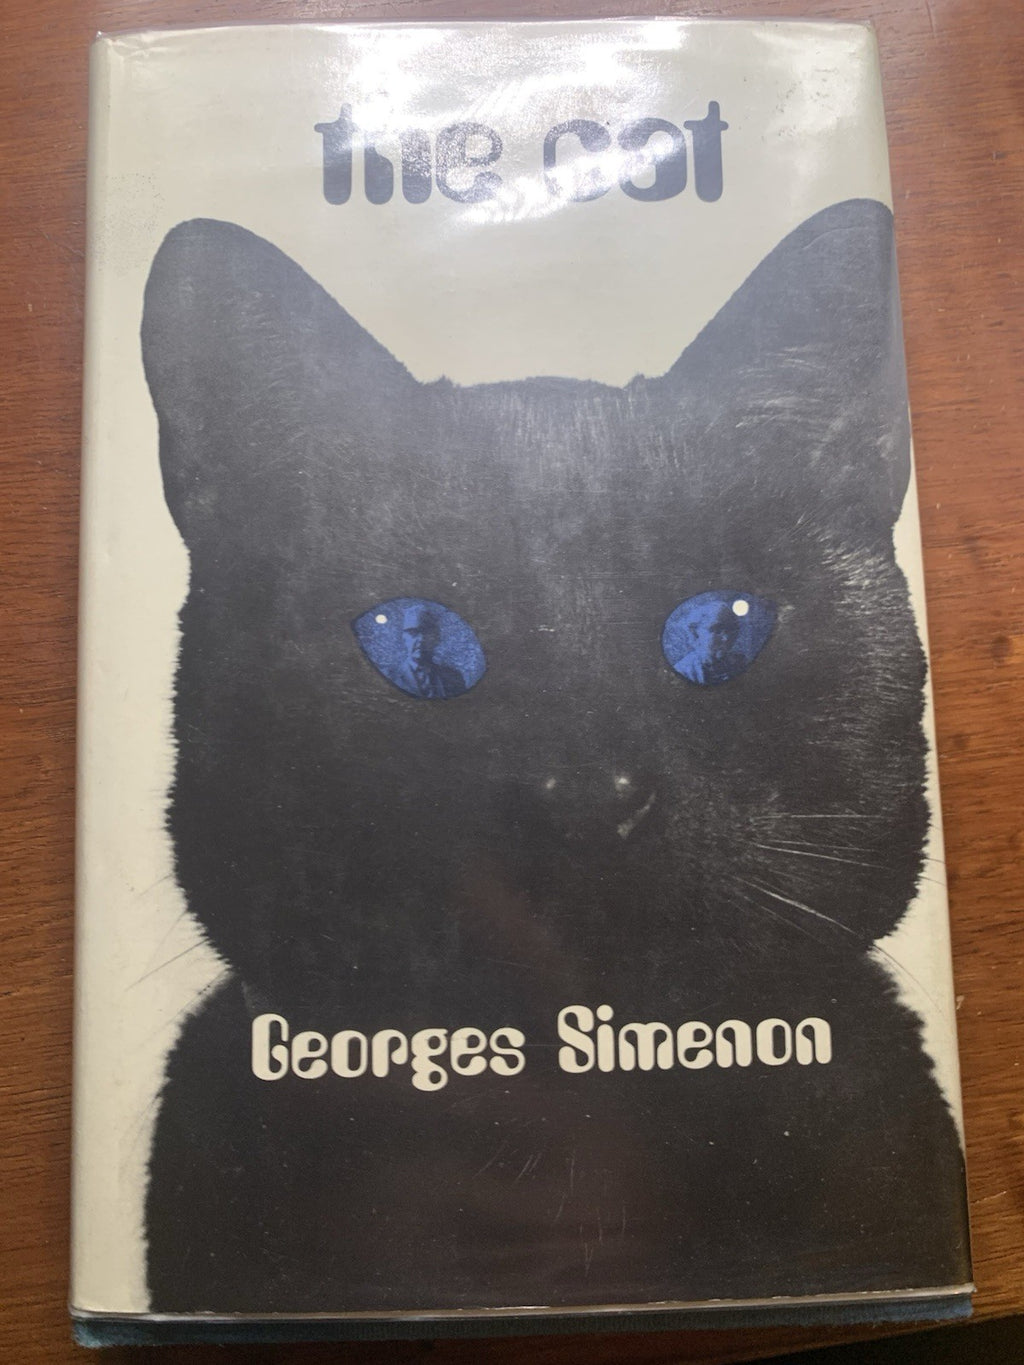 the cat
Georges Simenon